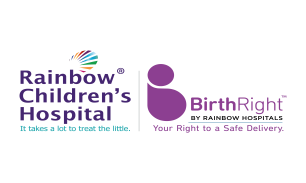 Rainbow®
Children's
Hospital
It takes a lot to treat the little.
BirthRight™
BY RAINBOW HOSPITALS
Your Right to a Safe Delivery.